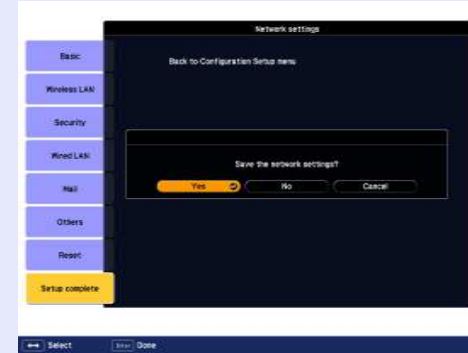 Network settings
Basic
Back to Configuration Setup menu
Wireless LAN
Security
Wired LAN
Save the network settings?
Yes No Cancel
Mail
Others
Reset
Setup complete
Select Enter Done